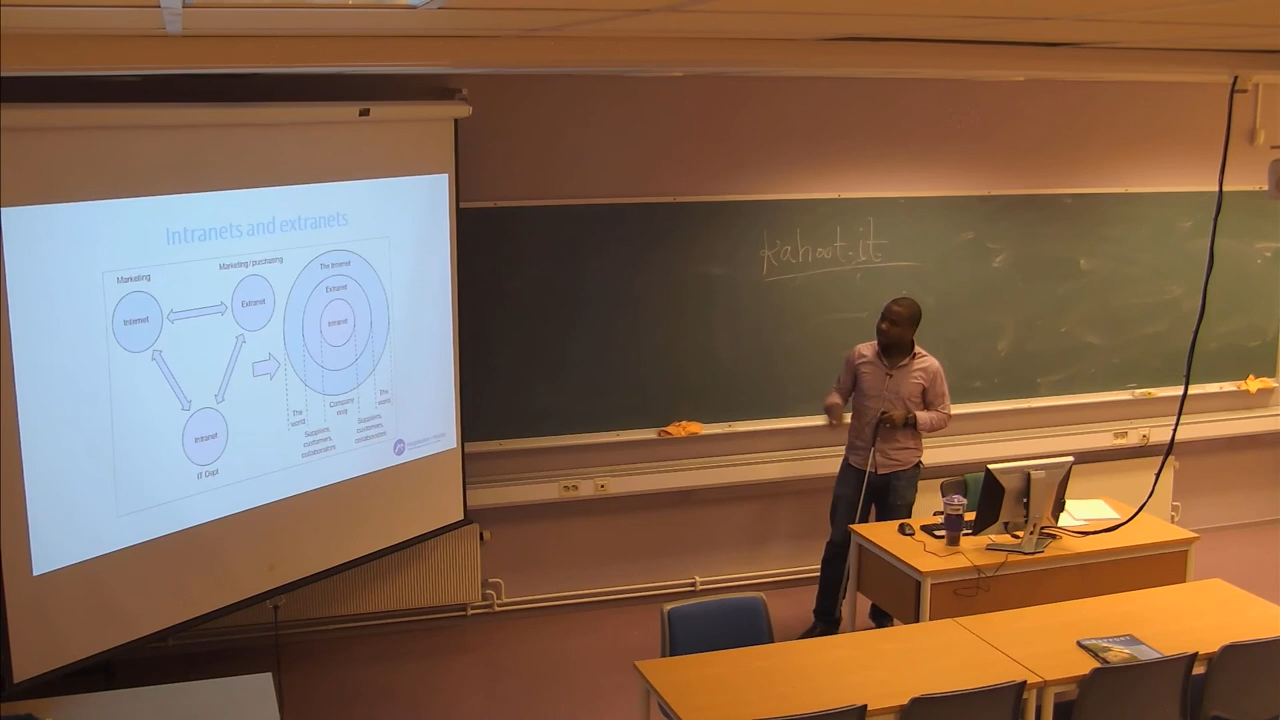 Intranets and extranets
Marketing
Internet
Marketing / purchasing
Extranet
Intranet
IT Dept
The Internet
Extranet
Intranet
The
world
Suppliers,
customers,
collaborators
Company
only
Suppliers,
customers,
collaborators
The
world
kahoot.it